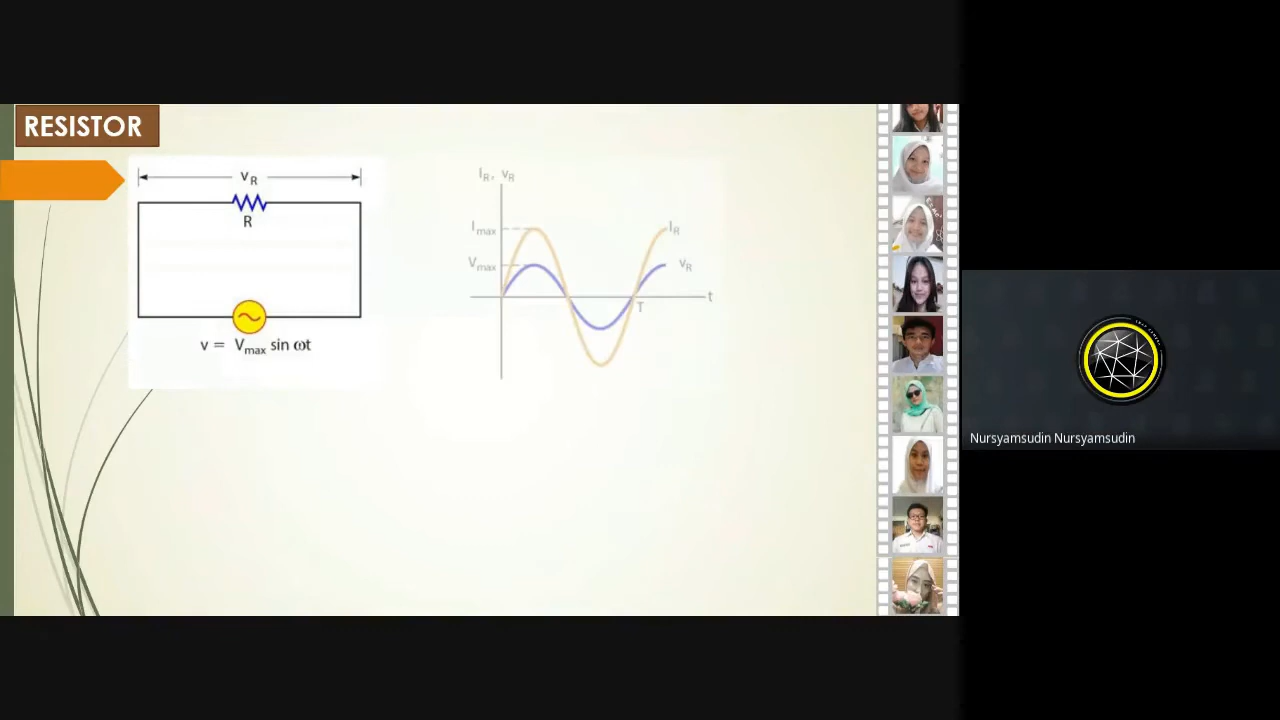 RESISTOR
vR
R
v = Vmax sin ωt
IR, vR
Imax
IR
Vmax
vR
t
T
Nursyamsudin Nursyamsudin